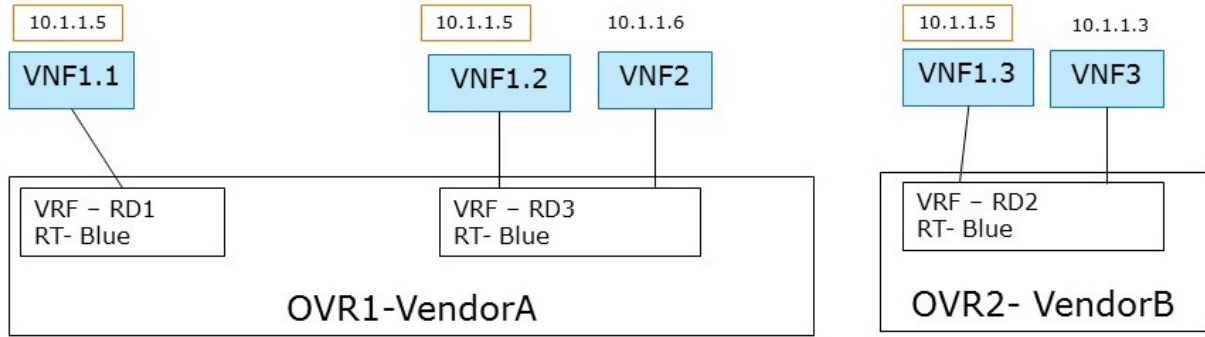 10.1.1.5
10.1.1.5
10.1.1.6
10.1.1.5
10.1.1.3
VNF1.1
VNF1.2
VNF2
VNF1.3
VNF3
VRF – RD1
RT- Blue
VRF – RD3
RT- Blue
VRF – RD2
RT- Blue
OVR1-VendorA
OVR2- VendorB